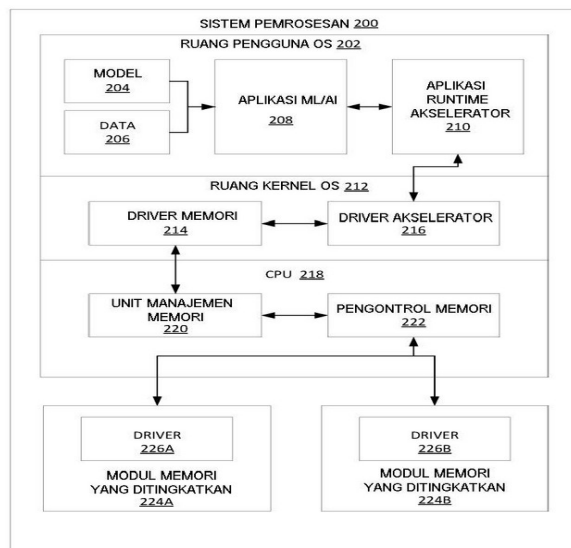 SISTEM PEMROSESAN 200
RUANG PENGGUNA OS 202
MODEL
204
DATA
206
APLIKASI ML/AI
208
APLIKASI
RUNTIME
AKSELERATOR
210
RUANG KERNEL OS 212
DRIVER MEMORI
214
DRIVER AKSELERATOR
216
CPU 218
UNIT MANAJEMEN
MEMORI
220
PENGONTROL MEMORI
222
DRIVER
226A
MODUL MEMORI
YANG DITINGKATKAN
224A
DRIVER
226B
MODUL MEMORI
YANG DITINGKATKAN
224B